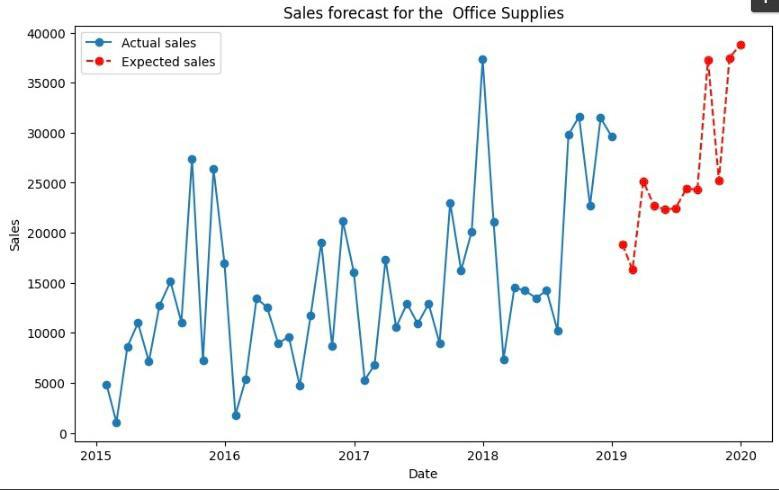 Sales forecast for the  Office Supplies
Actual sales
Expected sales
40000
35000
30000
25000
20000
15000
10000
5000
0
Sales
2015 2016 2017 2018 2019 2020
Date